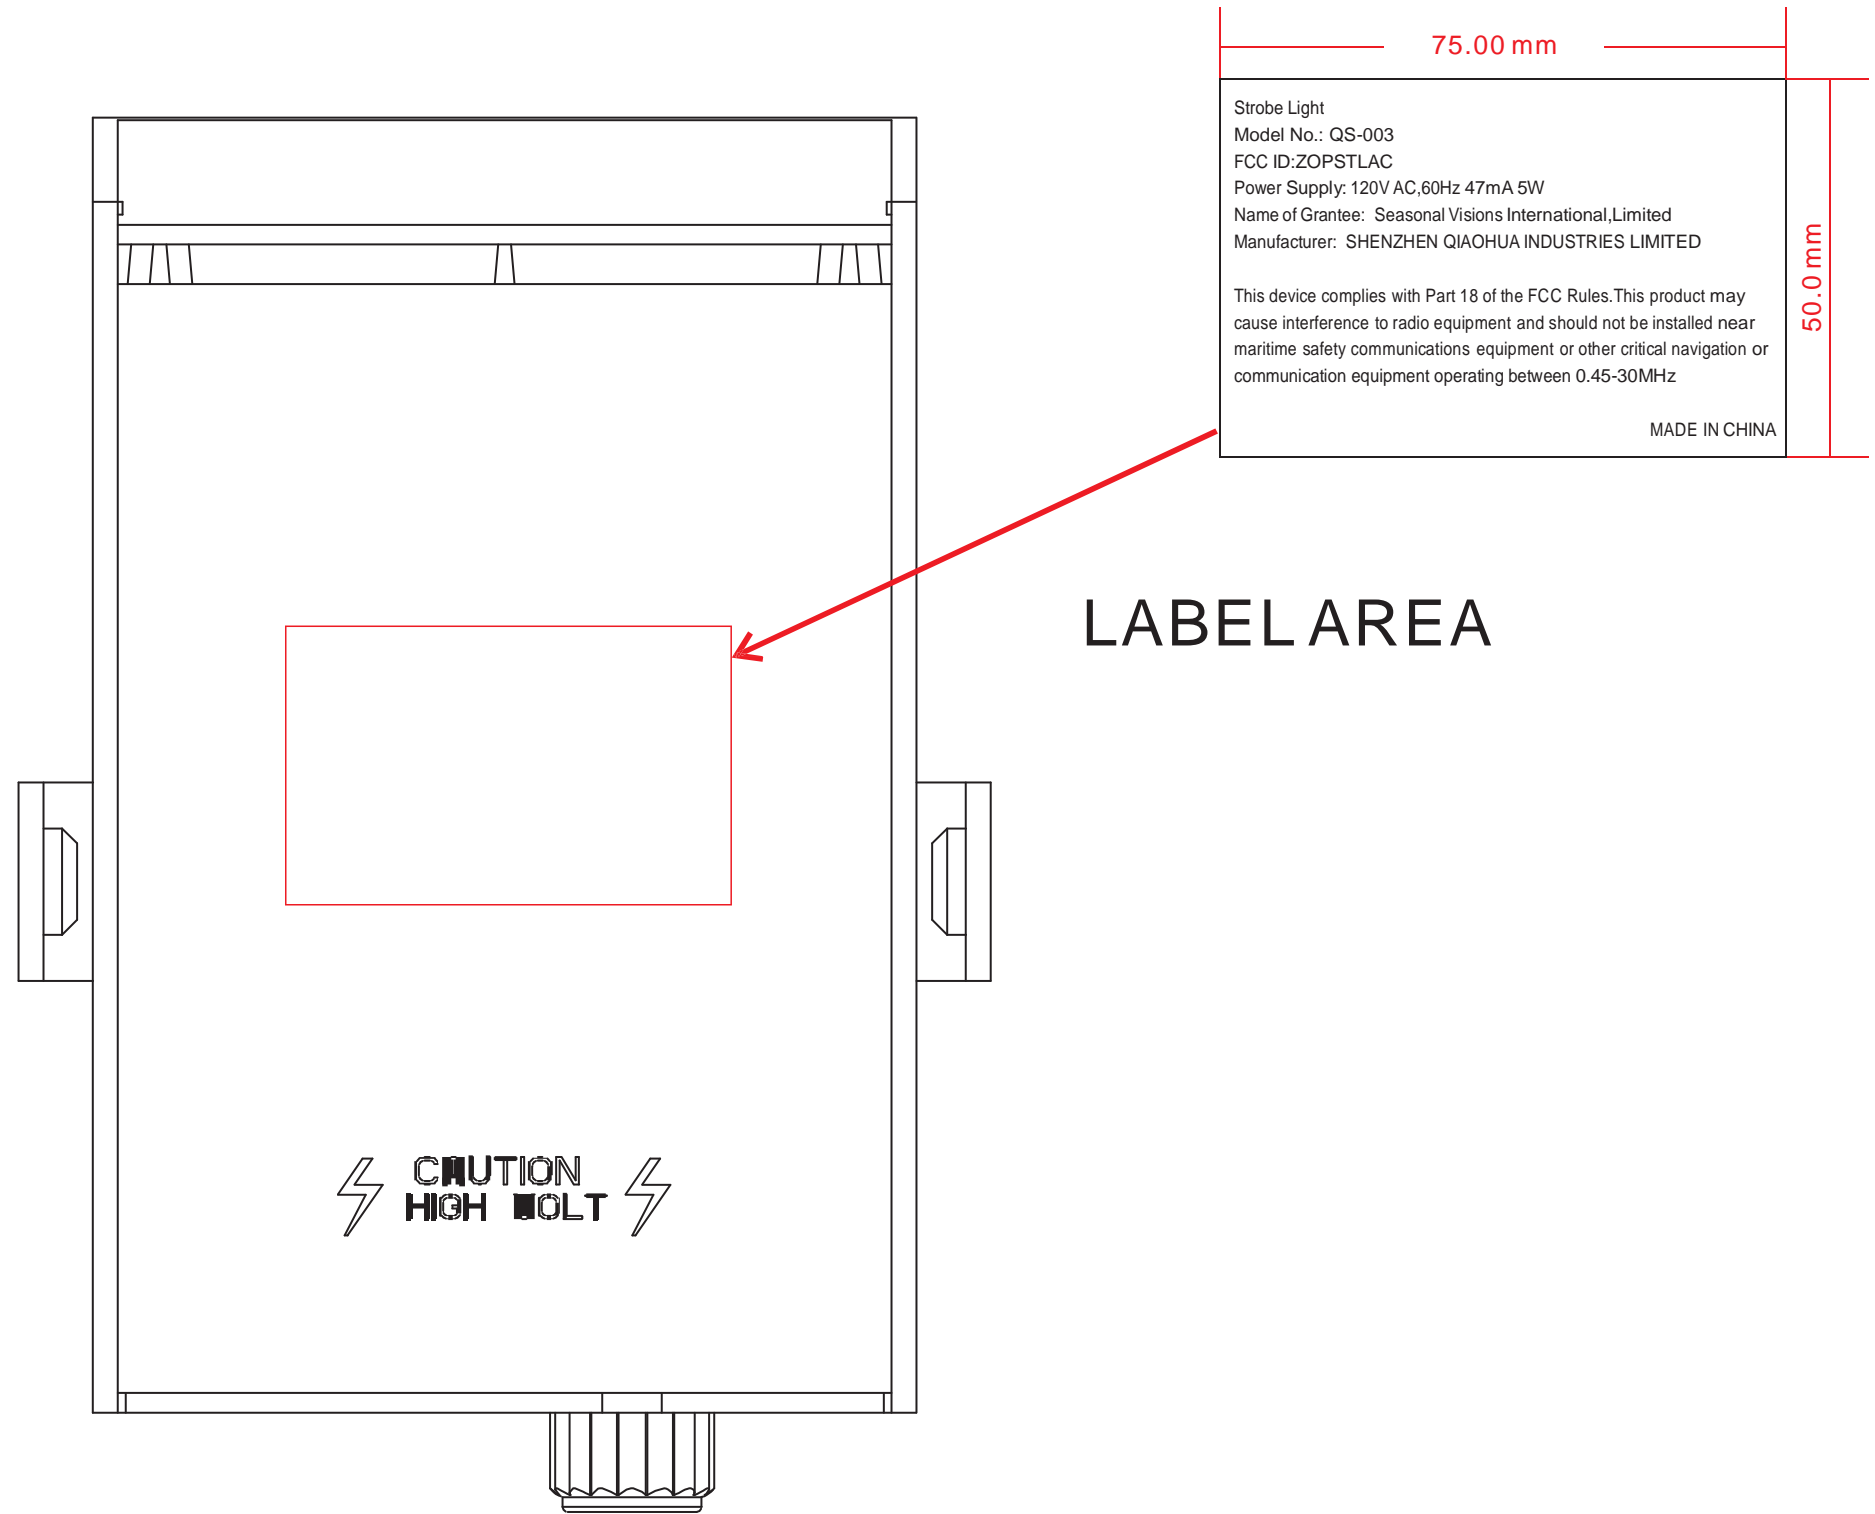 75.00 mm
Strobe Light
Model No.: QS-003
FCC ID:ZOPSTLAC
Power Supply: 120V AC,60Hz 47mA 5W
Name of Grantee: Seasonal Visions International,Limited
Manufacturer: SHENZHEN QIAOHUA INDUSTRIES LIMITED
This device complies with Part 18 of the FCC Rules.This product may
cause interference to radio equipment and should not be installed near
maritime safety communications equipment or other critical navigation or
communication equipment operating between 0.45-30MHz
MADE IN CHINA
50.0 mm
LABEL AREA
CAUTION
HIGH VOLT